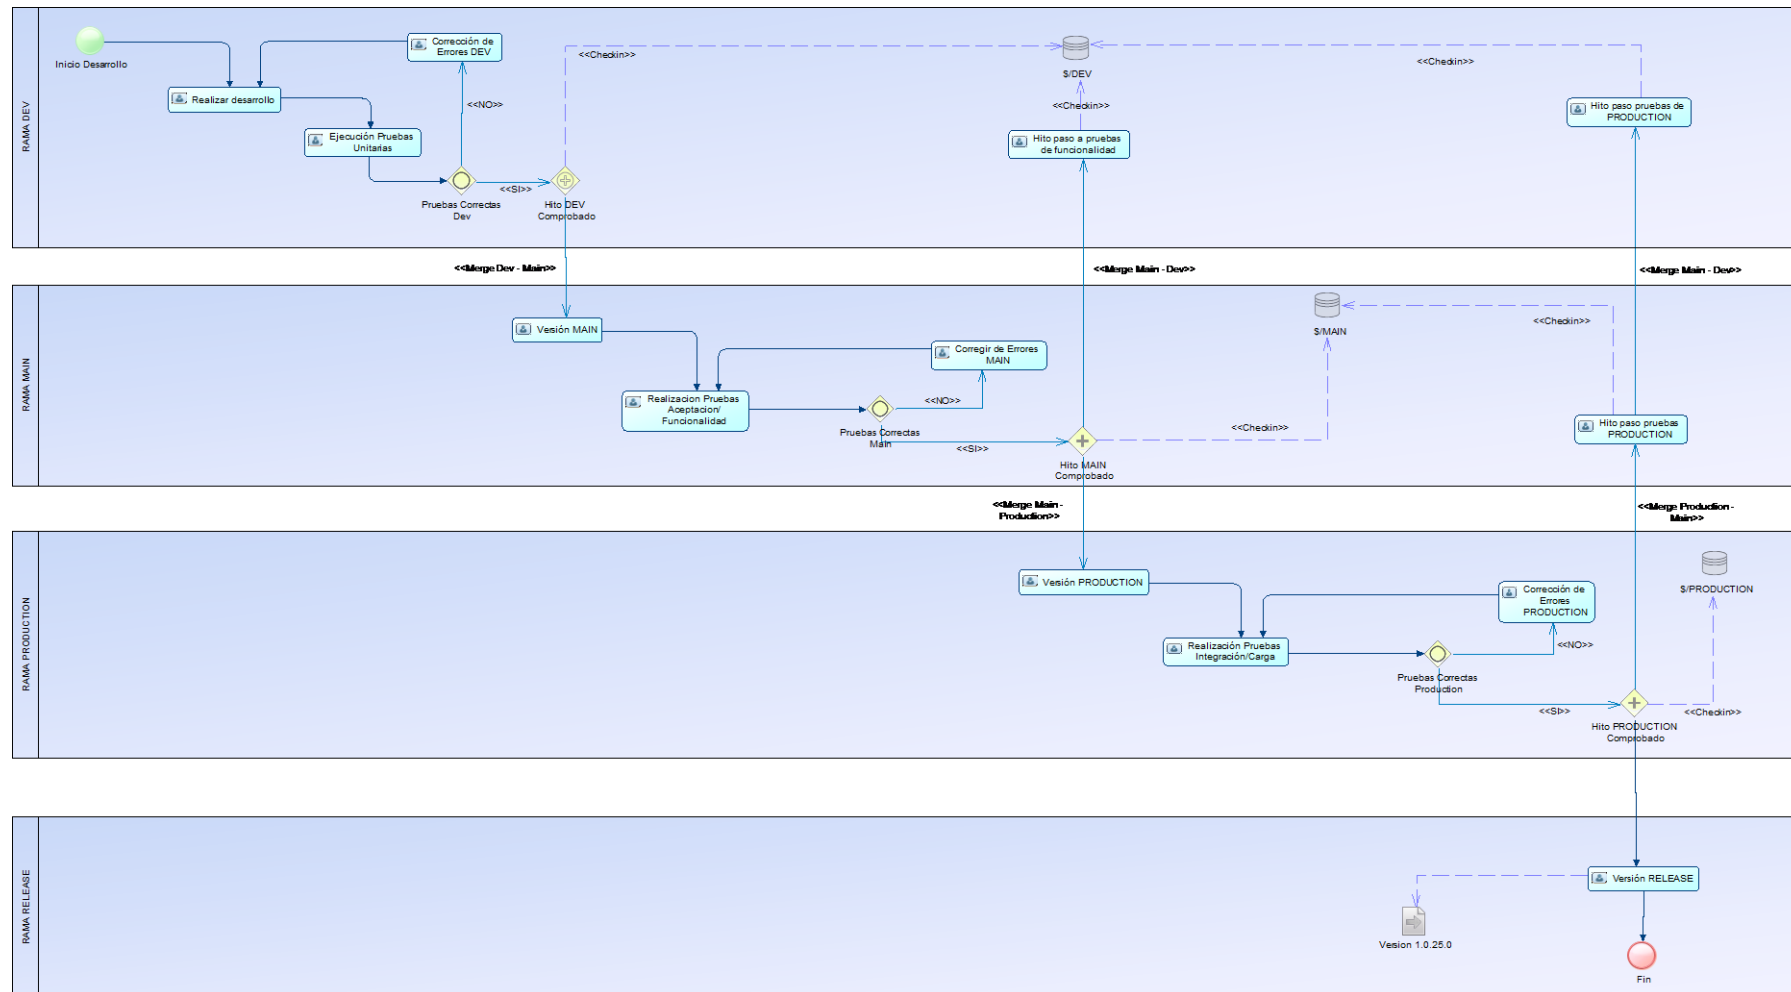 RAMA DEV
Inicio Desarrollo
Corrección de
Errores DEV
<<NO>>
Realizar desarrollo
Ejecución Pruebas
Unitarias
Pruebas Correctas
Dev
<<SI>>
Hito DEV
Comprobado
<<Checkin>>
$/DEV
<<Checkin>>
Hito paso a pruebas
de funcionalidad
<<Checkin>>
Hito paso pruebas de
PRODUCTION
<<Merge Dev - Main>>
<<Merge Main - Dev>>
<<Merge Main - Dev>>
RAMA MAIN
Versión MAIN
Realizacion Pruebas
Aceptacion/
Funcionalidad
Corregir de Errores
MAIN
<<NO>>
Pruebas Correctas
Main
<<SI>>
Hito MAIN
Comprobado
<<Checkin>>
$/MAIN
<<Checkin>>
Hito paso pruebas
PRODUCTION
<<Merge Main -
Production>>
<<Merge Production -
Main>>
RAMA PRODUCTION
Versión PRODUCTION
Realización Pruebas
Integración/Carga
Corrección de
Errores
PRODUCTION
<<NO>>
Pruebas Correctas
Production
<<SI>>
Hito PRODUCTION
Comprobado
<<Checkin>>
$/PRODUCTION
RAMA RELEASE
Versión RELEASE
Version 1.0.25.0
Fin